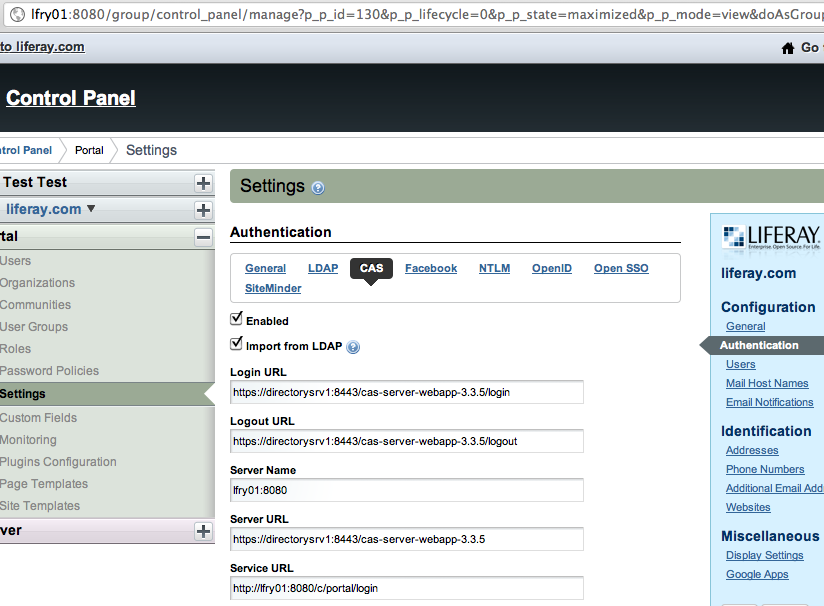 lfry01:8080/group/control_panel/manage?p_p_id=130&p_p_lifecycle=0&p_p_state=maximized&p_p_mode=view&doAsGroup
to liferay.com
Go
Control Panel
trol Panel
Portal
Settings
Test Test
liferay.com
tal
Users
Organizations
Communities
User Groups
Roles
Password Policies
Settings
Custom Fields
Monitoring
Plugins Configuration
Page Templates
Site Templates
ver
Settings
Authentication
General LDAP CAS Facebook NTLM OpenID Open SSO
SiteMinder
Enabled
Import from LDAP
Login URL
https://directorysrv1:8443/cas-server-webapp-3.3.5/login
Logout URL
https://directorysrv1:8443/cas-server-webapp-3.3.5/logout
Server Name
lfry01:8080
Server URL
https://directorysrv1:8443/cas-server-webapp-3.3.5
Service URL
http://lfry01:8080/c/portal/login
LIFERAY.
Enterprise. Open Source. For Life.
liferay.com
Configuration
General
Authentication
Users
Mail Host Names
Email Notifications
Identification
Addresses
Phone Numbers
Additional Email Add
Websites
Miscellaneous
Display Settings
Google Apps